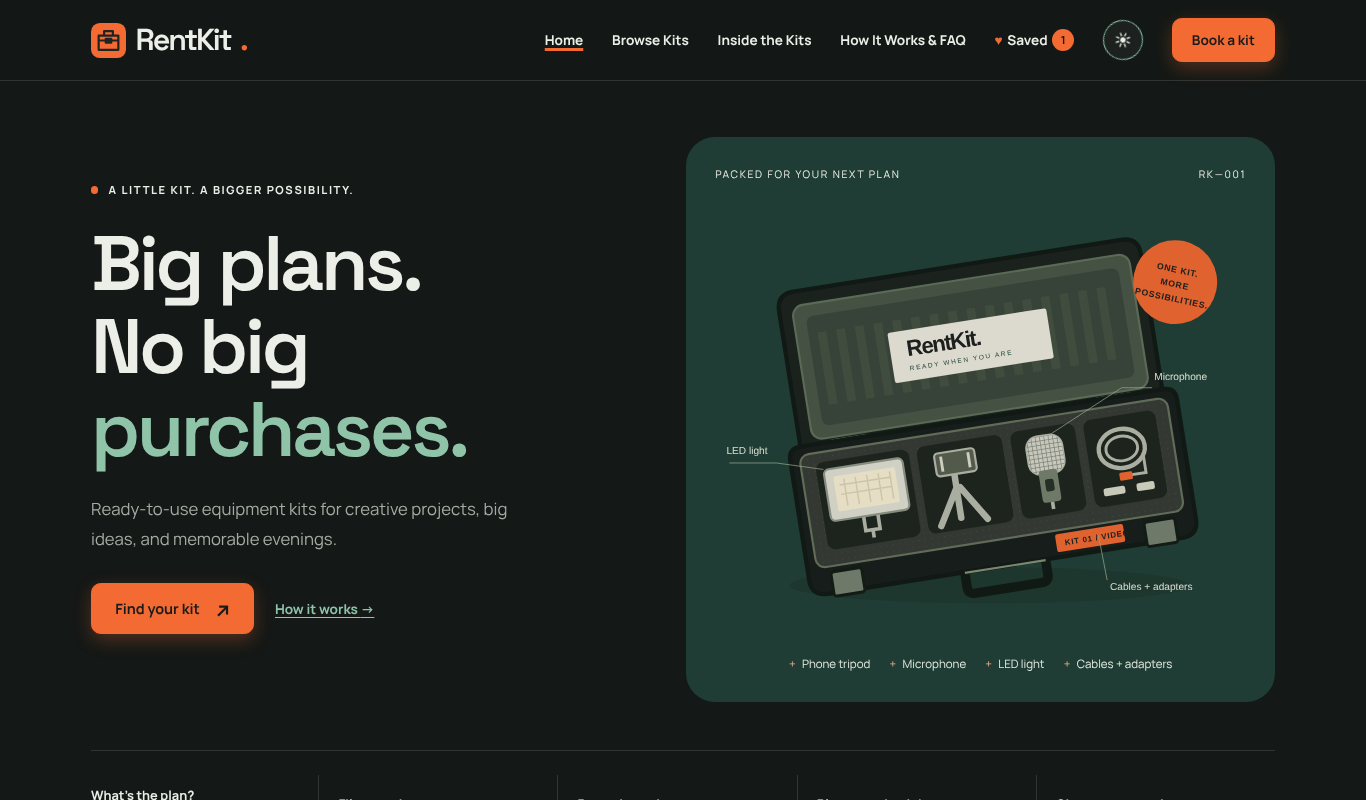 RentKit.
Home
Browse Kits
Inside the Kits
How It Works & FAQ
♥ Saved 1
Book a kit
A LITTLE KIT. A BIGGER POSSIBILITY.
Big plans.
No big
purchases.
Ready-to-use equipment kits for creative projects, big
ideas, and memorable evenings.
Find your kit
How it works →
PACKED FOR YOUR NEXT PLAN
RK—001
ONE KIT.
MORE
POSSIBILITIES.
RentKit.
READY WHEN YOU ARE
Microphone
LED light
KIT 01 / VIDEO
Cables + adapters
+ Phone tripod
+ Microphone
+ LED light
+ Cables + adapters
What's the plan?